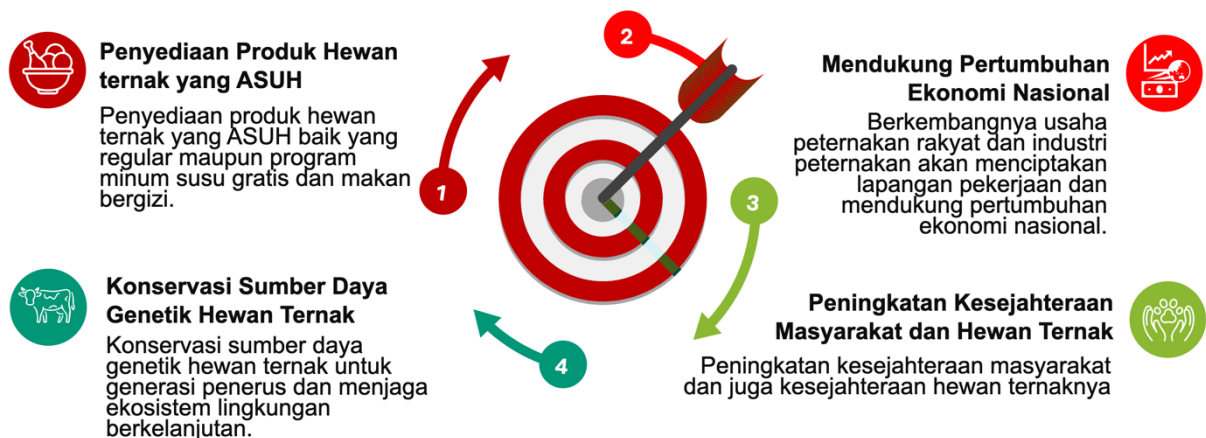 Penyediaan Produk Hewan
ternak yang ASUH
Penyediaan produk hewan
ternak yang ASUH baik yang
regular maupun program
minum susu gratis dan makan
bergizi.
1
2
Mendukung Pertumbuhan
Ekonomi Nasional
Berkembangnya usaha
peternakan rakyat dan industri
peternakan akan menciptakan
lapangan pekerjaan dan
mendukung pertumbuhan
ekonomi nasional.
3
Peningkatan Kesejahteraan
Masyarakat dan Hewan Ternak
Peningkatan kesejahteraan masyarakat
dan juga kesejahteraan hewan ternaknya
4
Konservasi Sumber Daya
Genetik Hewan Ternak
Konservasi sumber daya
genetik hewan ternak untuk
generasi penerus dan menjaga
ekosistem lingkungan
berkelanjutan.